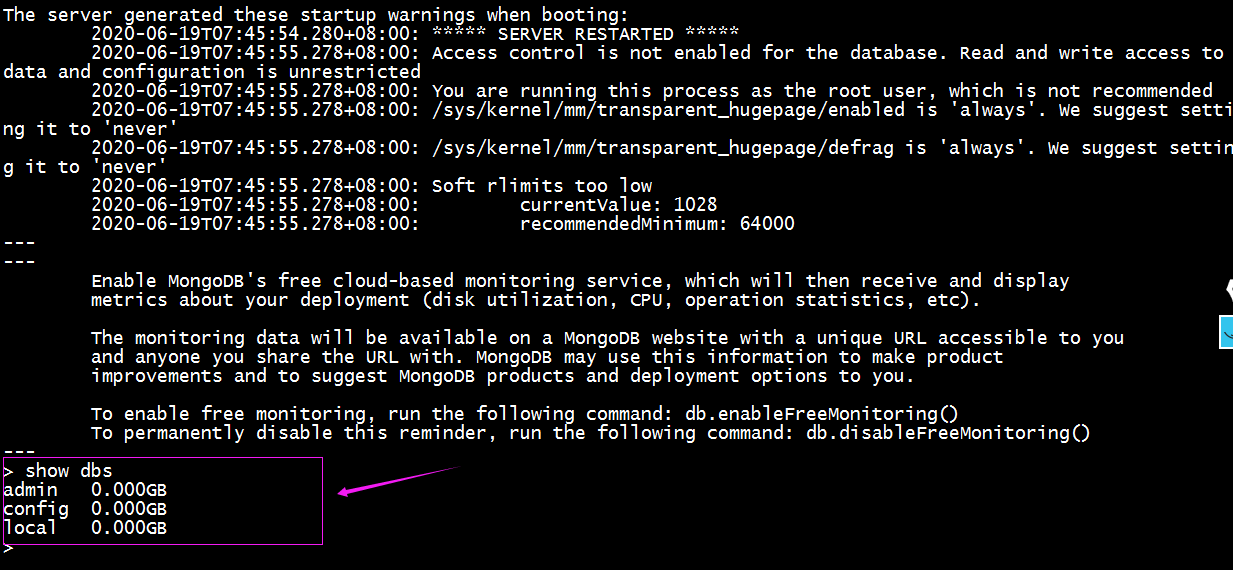 The server generated these startup warnings when booting:
2020-06-19T07:45:54.280+08:00: ***** SERVER RESTARTED *****
2020-06-19T07:45:55.278+08:00: Access control is not enabled for the database. Read and write access to
data and configuration is unrestricted
2020-06-19T07:45:55.278+08:00: You are running this process as the root user, which is not recommended
2020-06-19T07:45:55.278+08:00: /sys/kernel/mm/transparent_hugepage/enabled is 'always'. We suggest setti
ng it to 'never'
2020-06-19T07:45:55.278+08:00: /sys/kernel/mm/transparent_hugepage/defrag is 'always'. We suggest settin
g it to 'never'
2020-06-19T07:45:55.278+08:00: Soft rlimits too low
2020-06-19T07:45:55.278+08:00:         currentValue: 1028
2020-06-19T07:45:55.278+08:00:         recommendedMinimum: 64000
---
---
Enable MongoDB's free cloud-based monitoring service, which will then receive and display
metrics about your deployment (disk utilization, CPU, operation statistics, etc).
The monitoring data will be available on a MongoDB website with a unique URL accessible to you
and anyone you share the URL with. MongoDB may use this information to make product
improvements and to suggest MongoDB products and deployment options to you.
To enable free monitoring, run the following command: db.enableFreeMonitoring()
To permanently disable this reminder, run the following command: db.disableFreeMonitoring()
---
> show dbs
admin   0.000GB
config  0.000GB
local   0.000GB
>